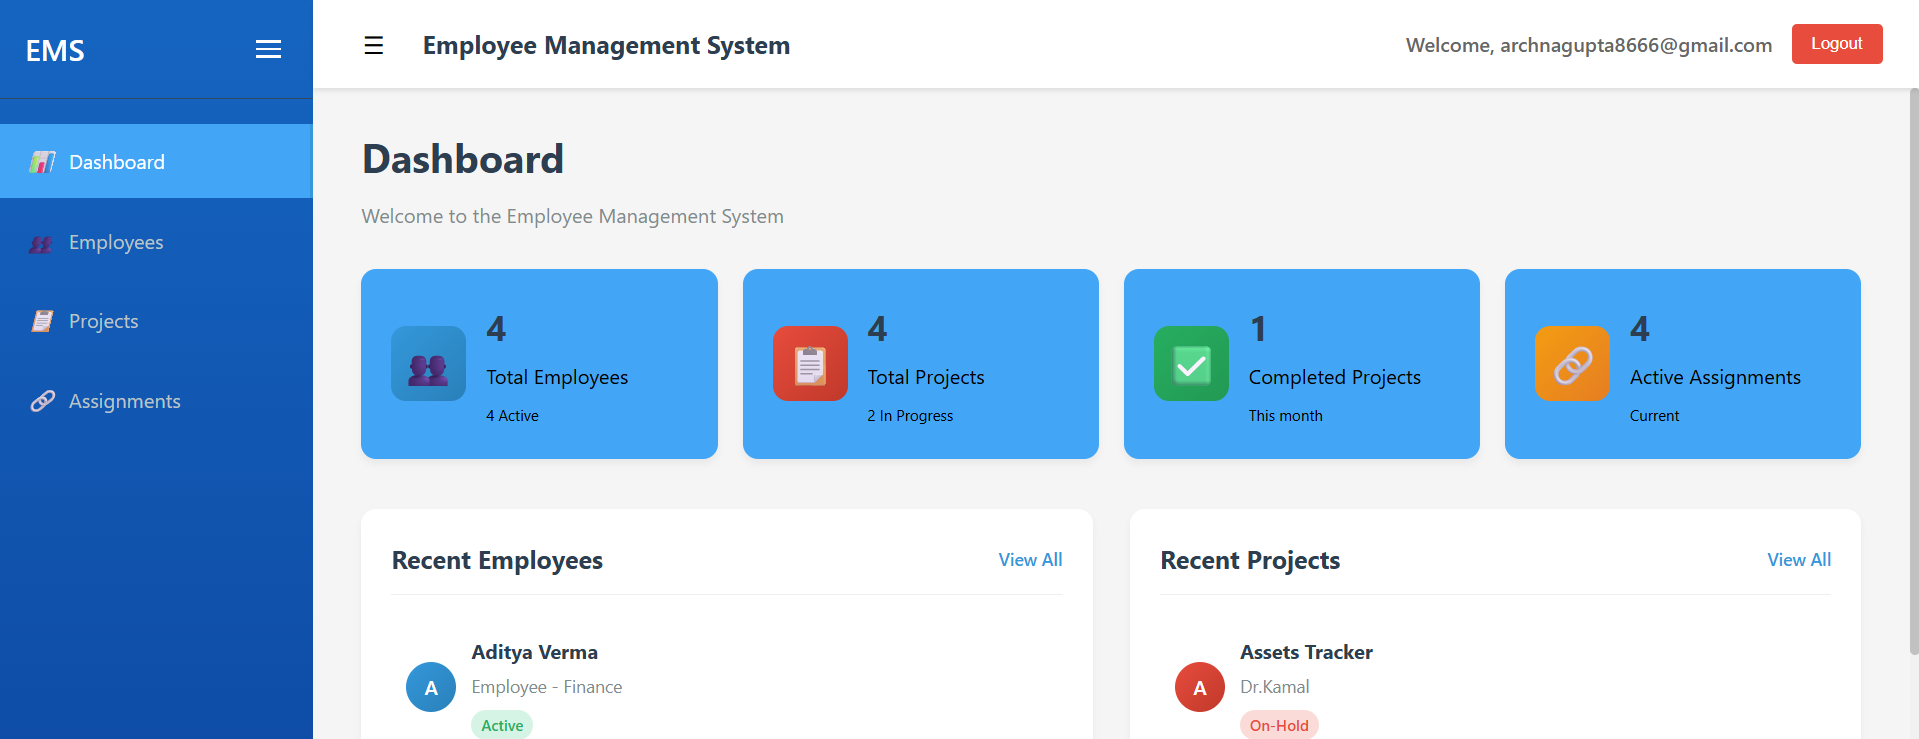 EMS
☰ Employee Management System
Welcome, archnagupta8666@gmail.com
Logout
Dashboard
Employees
Projects
Assignments
Dashboard
Welcome to the Employee Management System
4
Total Employees
4 Active
4
Total Projects
2 In Progress
1
Completed Projects
This month
4
Active Assignments
Current
Recent Employees
View All
A
Aditya Verma
Employee - Finance
Active
Recent Projects
View All
A
Assets Tracker
Dr.Kamal
On-Hold